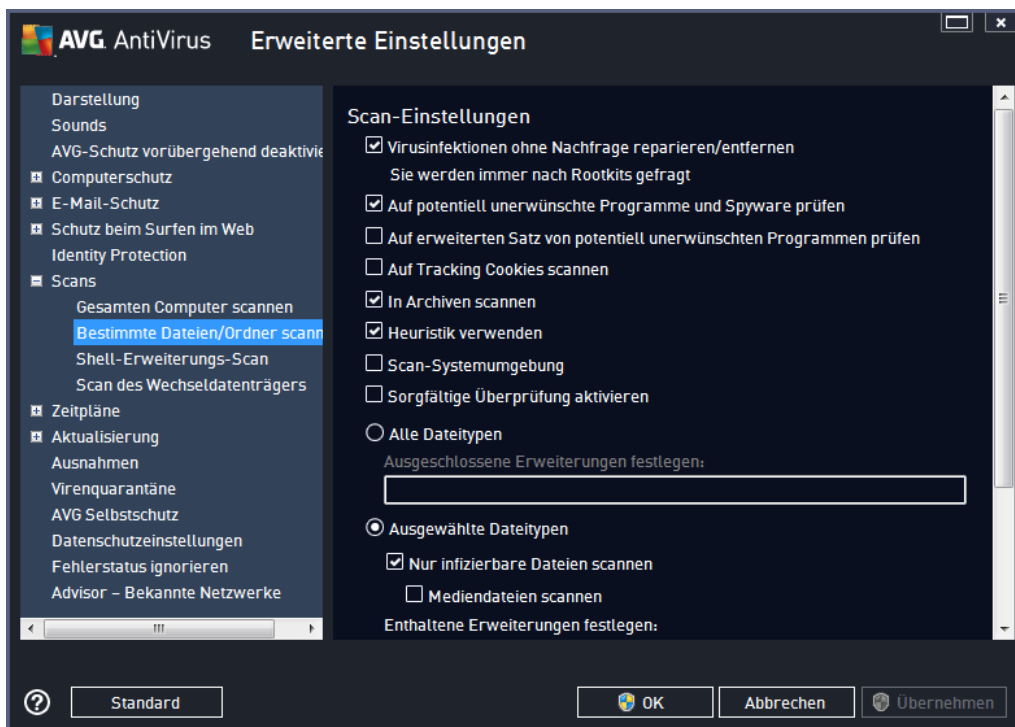 AVG. AntiVirus
Erweiterte Einstellungen
Darstellung
Sounds
AVG-Schutz vorübergehend deaktivie
Computerschutz
E-Mail-Schutz
Schutz beim Surfen im Web
Identity Protection
Scans
Gesamten Computer scannen
Bestimmte Dateien/Ordner scann
Shell-Erweiterungs-Scan
Scan des Wechseldatenträgers
Zeitpläne
Aktualisierung
Ausnahmen
Virenquarantäne
AVG Selbstschutz
Datenschutzeinstellungen
Fehlerstatus ignorieren
Advisor – Bekannte Netzwerke
Scan-Einstellungen
Virusinfektionen ohne Nachfrage reparieren/entfernen
Sie werden immer nach Rootkits gefragt
Auf potentiell unerwünschte Programme und Spyware prüfen
Auf erweiterten Satz von potentiell unerwünschten Programmen prüfen
Auf Tracking Cookies scannen
In Archiven scannen
Heuristik verwenden
Scan-Systemumgebung
Sorgfältige Überprüfung aktivieren
Alle Dateitypen
Ausgeschlossene Erweiterungen festlegen:
Ausgewählte Dateitypen
Nur infizierbare Dateien scannen
Mediendateien scannen
Enthaltene Erweiterungen festlegen:
Standard
OK
Abbrechen
Übernehmen